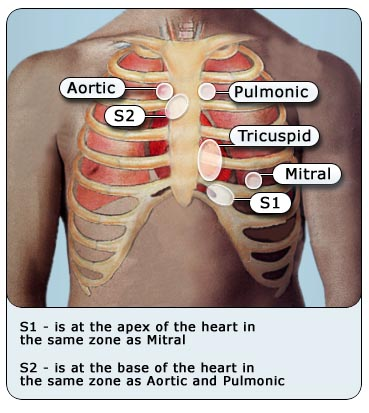 Aortic
Pulmonic
S2
Tricuspid
Mitral
S1
S1 - is at the apex of the heart in
the same zone as Mitral
S2 - is at the base of the heart in
the same zone as Aortic and Pulmonic